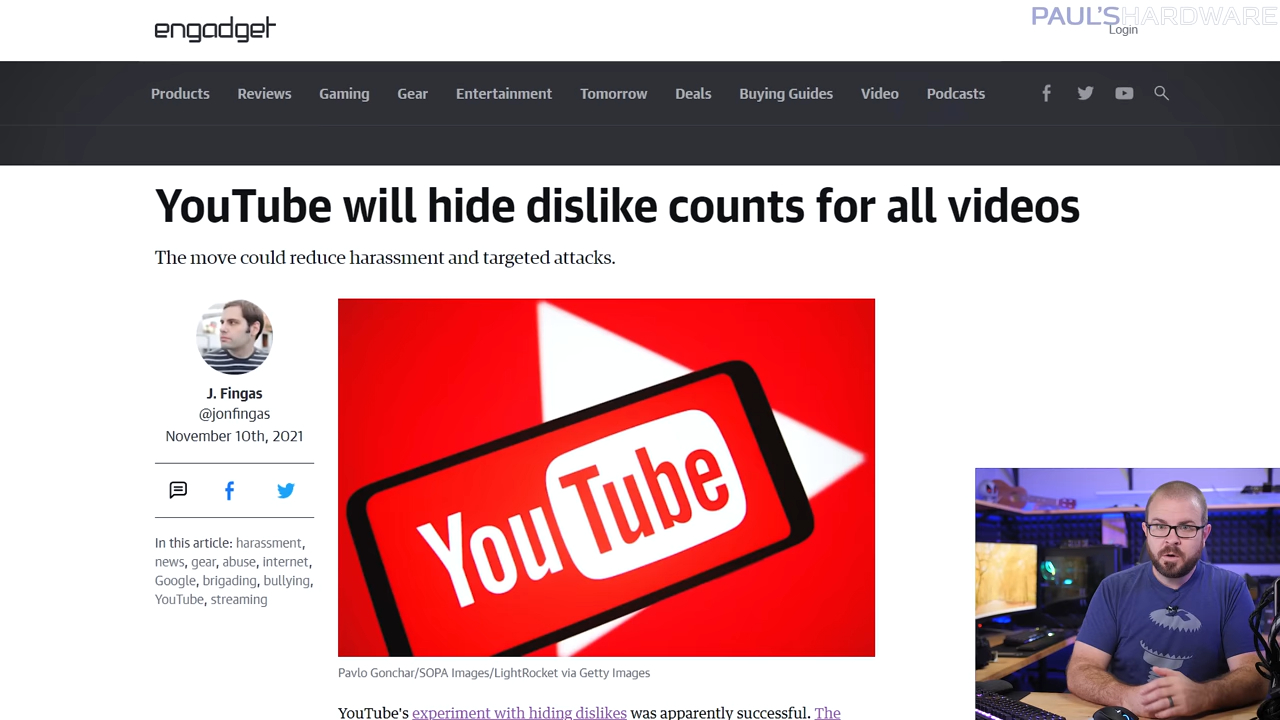 engadget
PAUL'SHARDWARE
Login
Products Reviews Gaming Gear Entertainment Tomorrow Deals Buying Guides Video Podcasts
YouTube will hide dislike counts for all videos
The move could reduce harassment and targeted attacks.
J. Fingas
@jonfingas
November 10th, 2021
In this article: harassment,
news, gear, abuse, internet,
Google, brigading, bullying,
YouTube, streaming
YouTube
Pavlo Gonchar/SOPA Images/LightRocket via Getty Images
YouTube's experiment with hiding dislikes was apparently successful. The